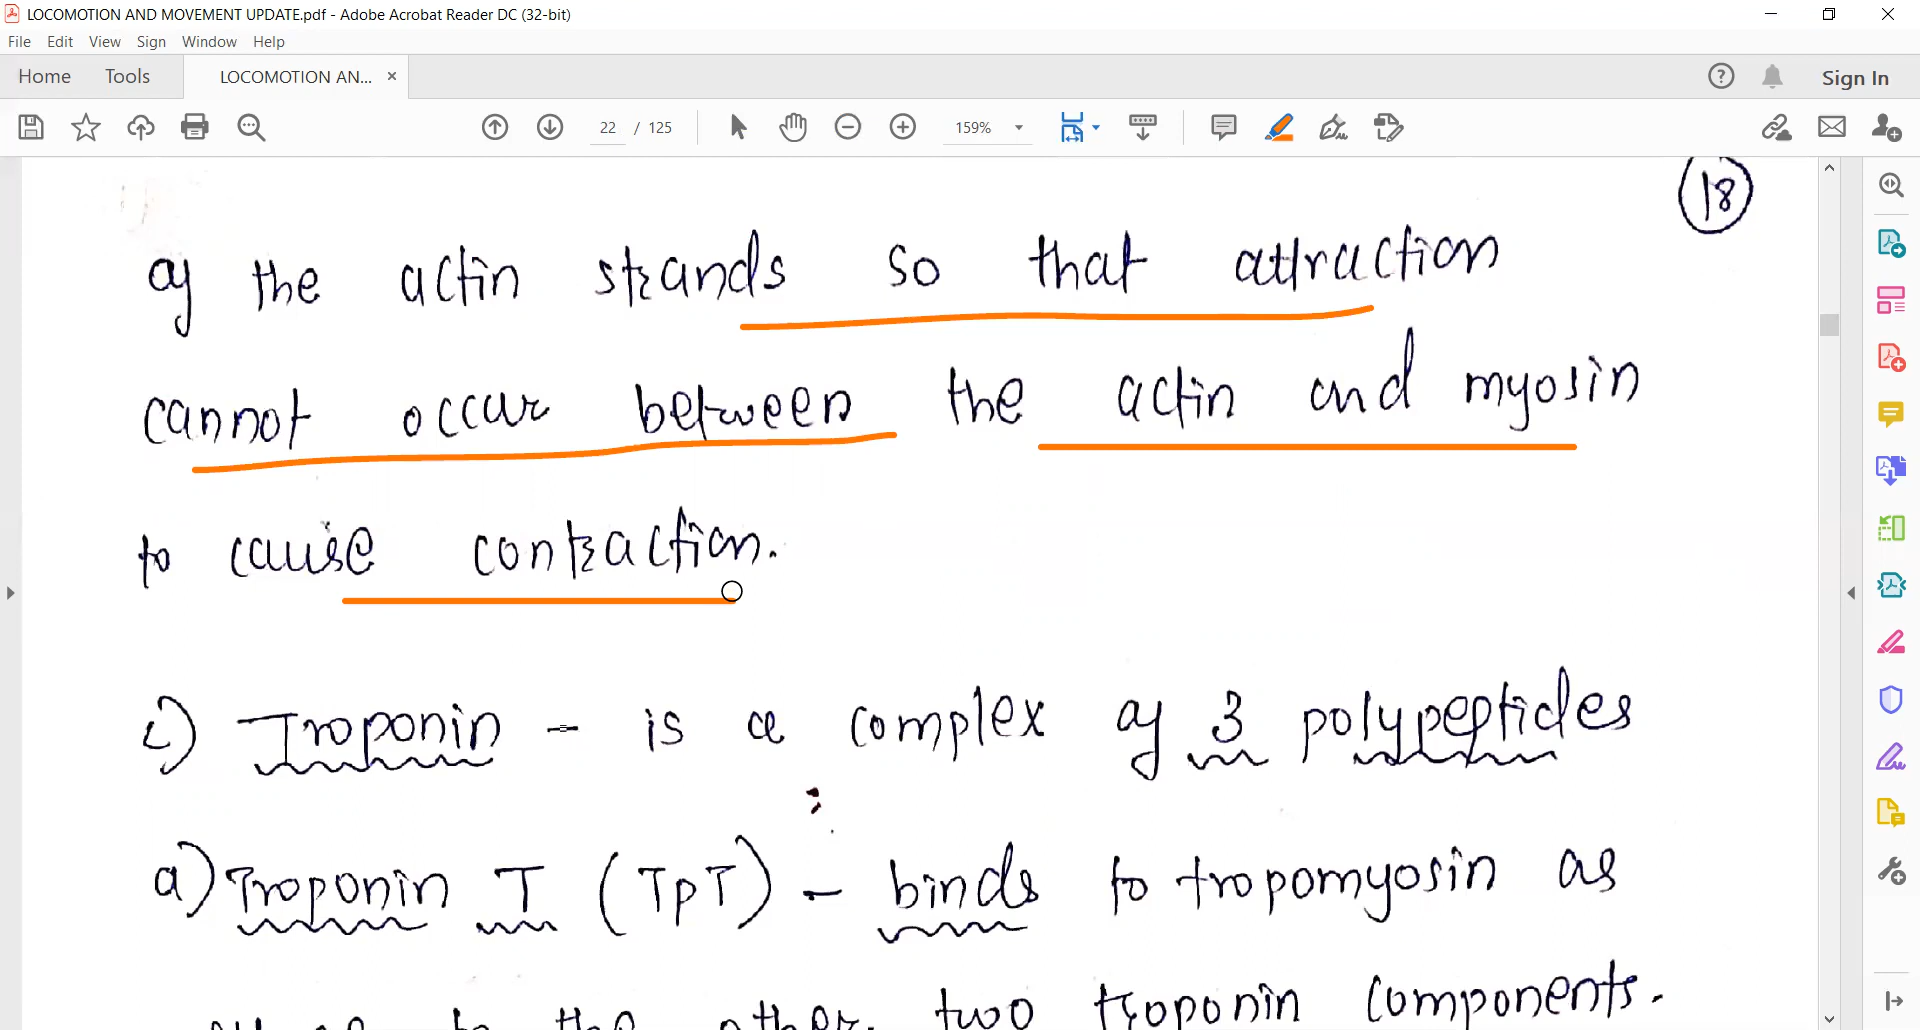 LOCOMOTION AND MOVEMENT UPDATE.pdf - Adobe Acrobat Reader DC (32-bit)
File Edit View Sign Window Help
Home Tools LOCOMOTION AN... × Sign In
22 / 125 159%
18
of the actin strands so that attraction
cannot occur between the actin and myosin
to cause contraction.
c) Troponin - is a complex of 3 polypeptides
a) Troponin T (TpT) - binds to tropomyosin as
to the other two troponin components.